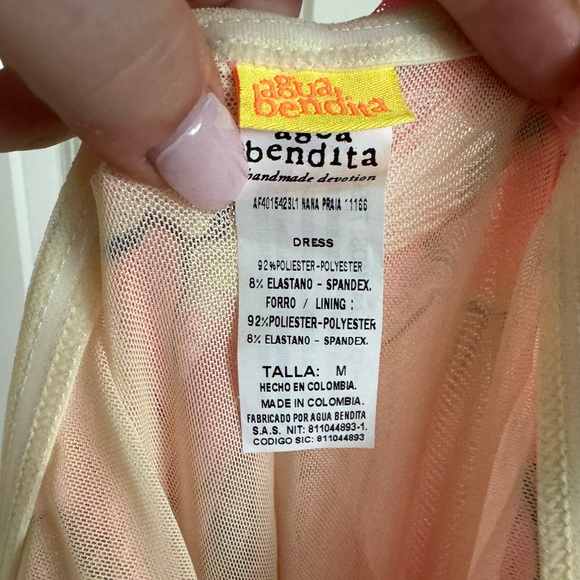 agua
bendita
agua
bendita
handmade devotion
AF4015423L1 NANA PRAIA 11166
DRESS
92%POLIESTER-POLYESTER
8% ELASTANO - SPANDEX.
FORRO / LINING :
92%POLIESTER-POLYESTER
8% ELASTANO - SPANDEX.
TALLA: M
HECHO EN COLOMBIA.
MADE IN COLOMBIA.
FABRICADO POR AGUA BENDITA
S.A.S. NIT: 811044893-1.
CODIGO SIC: 811044893